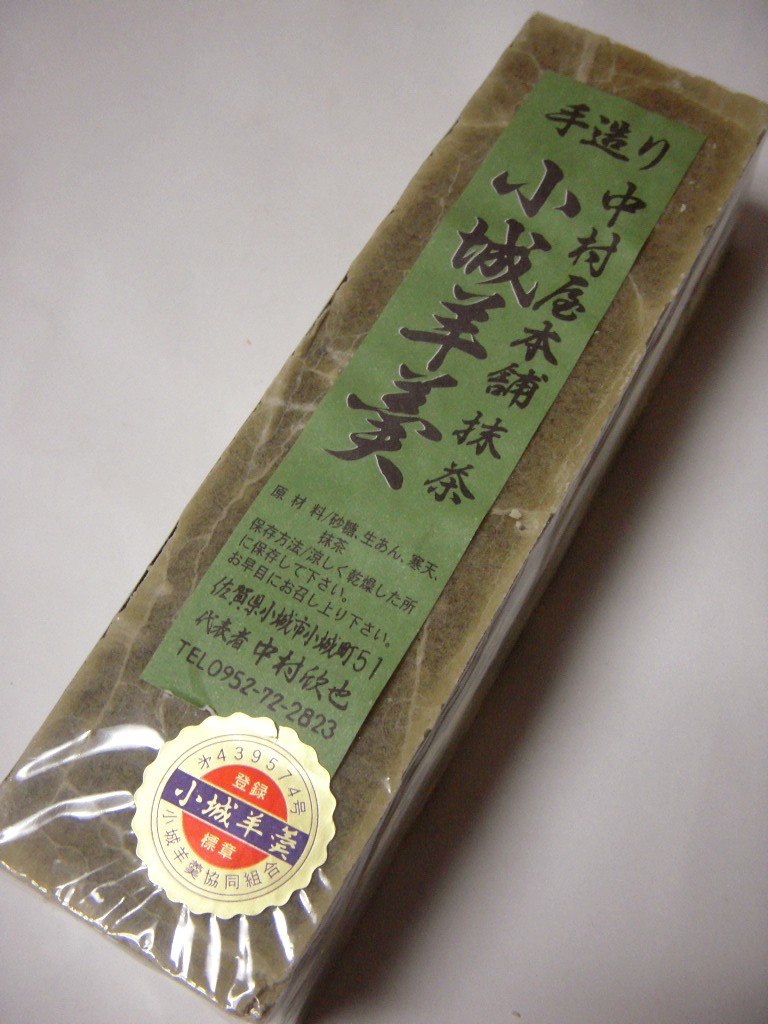 手造り
中村屋本舗 抹茶
小城羊羹
原材料/砂糖、生あん、寒天、
抹茶
保存方法/涼しく乾燥した所
に保存して下さい。
お早目にお召し上り下さい。
佐賀県小城市小城町51
代表者 中村欣也
TEL0952-72-2823
才439574号
登録
小城羊羹
標章
小城羊羹協同組合